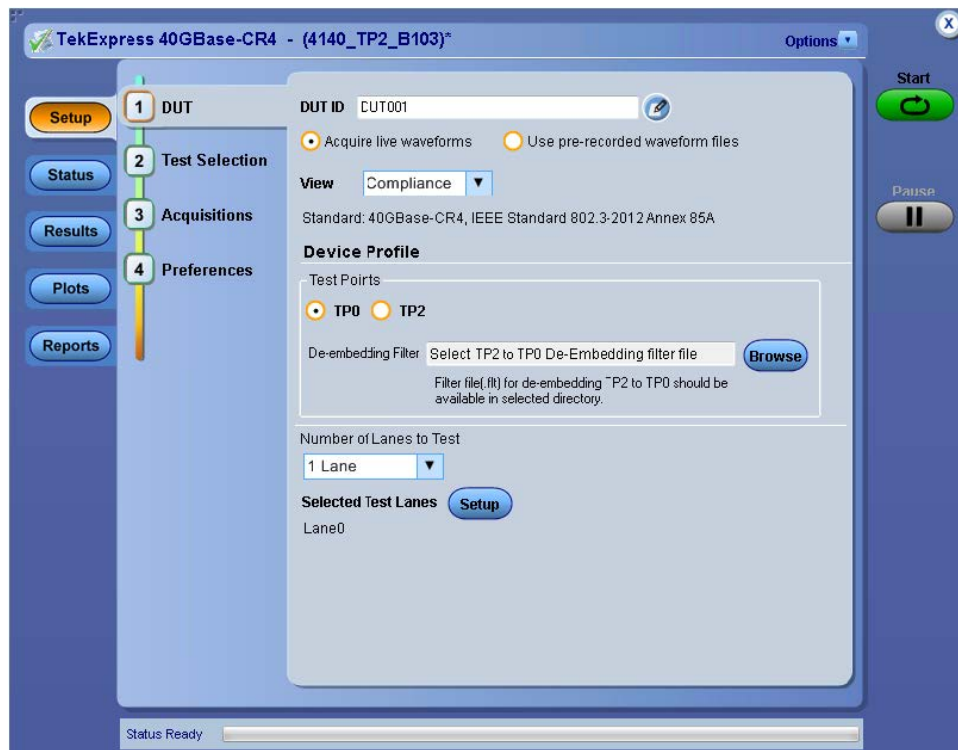 TekExpress 40GBase-CR4 - (4140_TP2_B103)*
Options
X
Start
Pause
Setup
Status
Results
Plots
Reports
1 DUT
2 Test Selection
3 Acquisitions
4 Preferences
DUT ID DUT001
Acquire live waveforms Use pre-recorded waveform files
View Compliance
Standard: 40GBase-CR4, IEEE Standard 802.3-2012 Annex 85A
Device Profile
Test Points
TP0 TP2
De-embedding Filter Select TP2 to TP0 De-Embedding filter file Browse
Filter file(.flt) for de-embedding TP2 to TP0 should be
available in selected directory.
Number of Lanes to Test
1 Lane
Selected Test Lanes Setup
Lane0
Status Ready